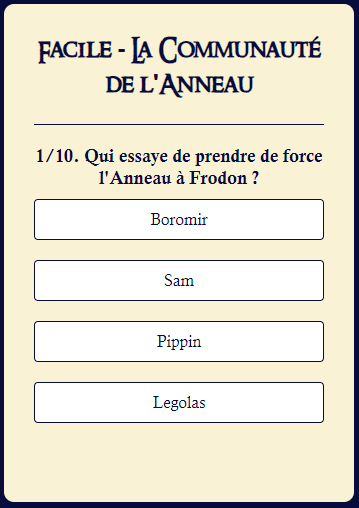 Facile - La Communauté
de l'Anneau
1/10. Qui essaye de prendre de force
l'Anneau à Frodon ?
Boromir
Sam
Pippin
Legolas